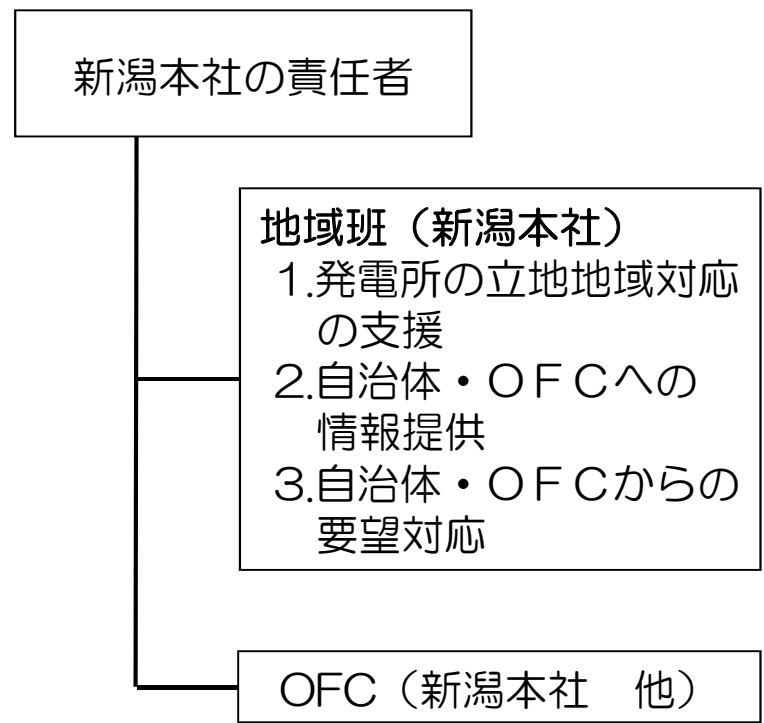 新潟本社の責任者
地域班（新潟本社）
１.発電所の立地地域対応
の支援
２.自治体・ＯＦＣへの
情報提供
３.自治体・ＯＦＣからの
要望対応
OFC（新潟本社　他）